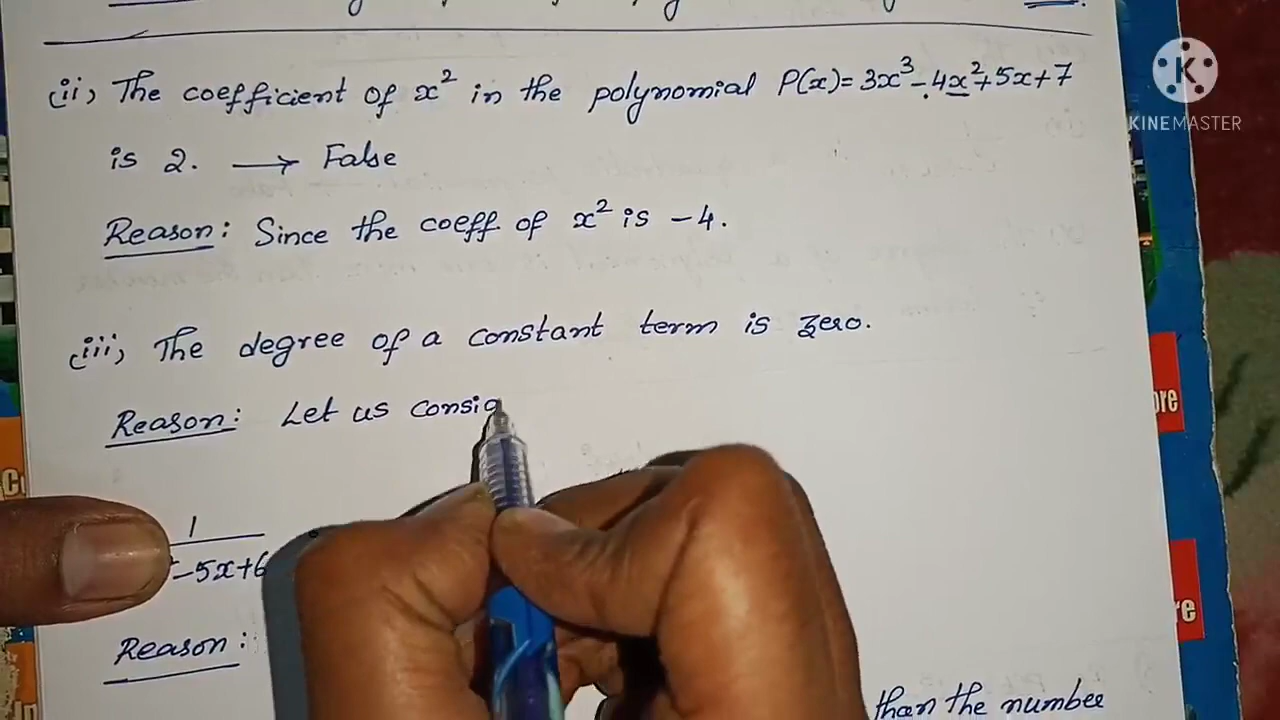 (ii) The coefficient of x² in the polynomial P(x)=3x³-4x²+5x+7
KINEMASTER
is 2. → False
Reason: Since the coeff. of x² is -4.
(iii) The degree of a constant term is zero.
Reason: Let us consid
1
-5x+6
Reason:
than the number